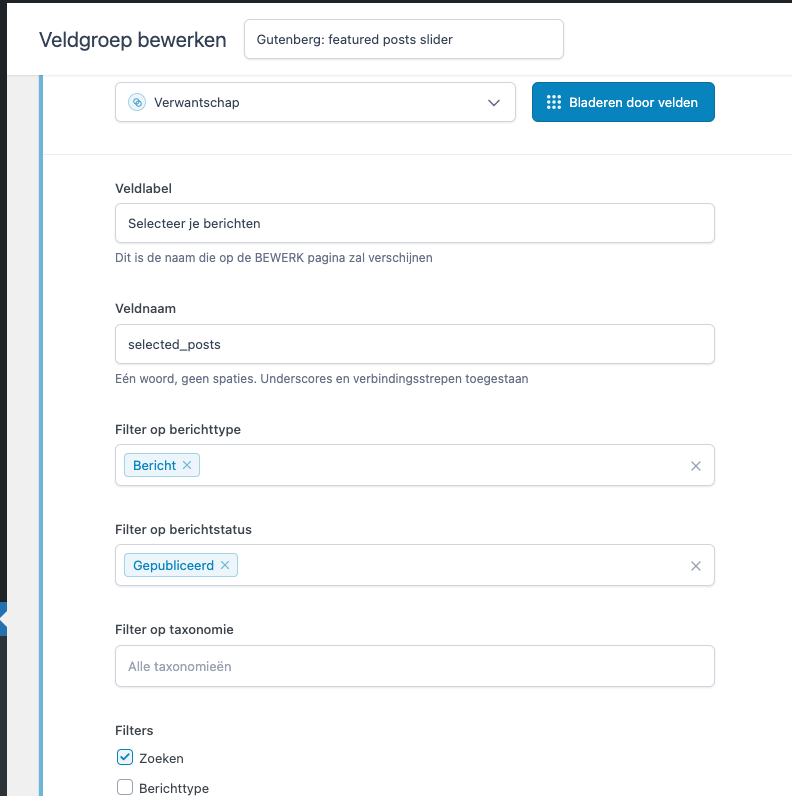 Veldgroep bewerken
Gutenberg: featured posts slider
Verwantschap
Bladeren door velden
Veldlabel
Selecteer je berichten
Dit is de naam die op de BEWERK pagina zal verschijnen
Veldnaam
selected_posts
Eén woord, geen spaties. Underscores en verbindingsstrepen toegestaan
Filter op berichttype
Bericht
Filter op berichtstatus
Gepubliceerd
Filter op taxonomie
Alle taxonomieën
Filters
Zoeken
Berichttype